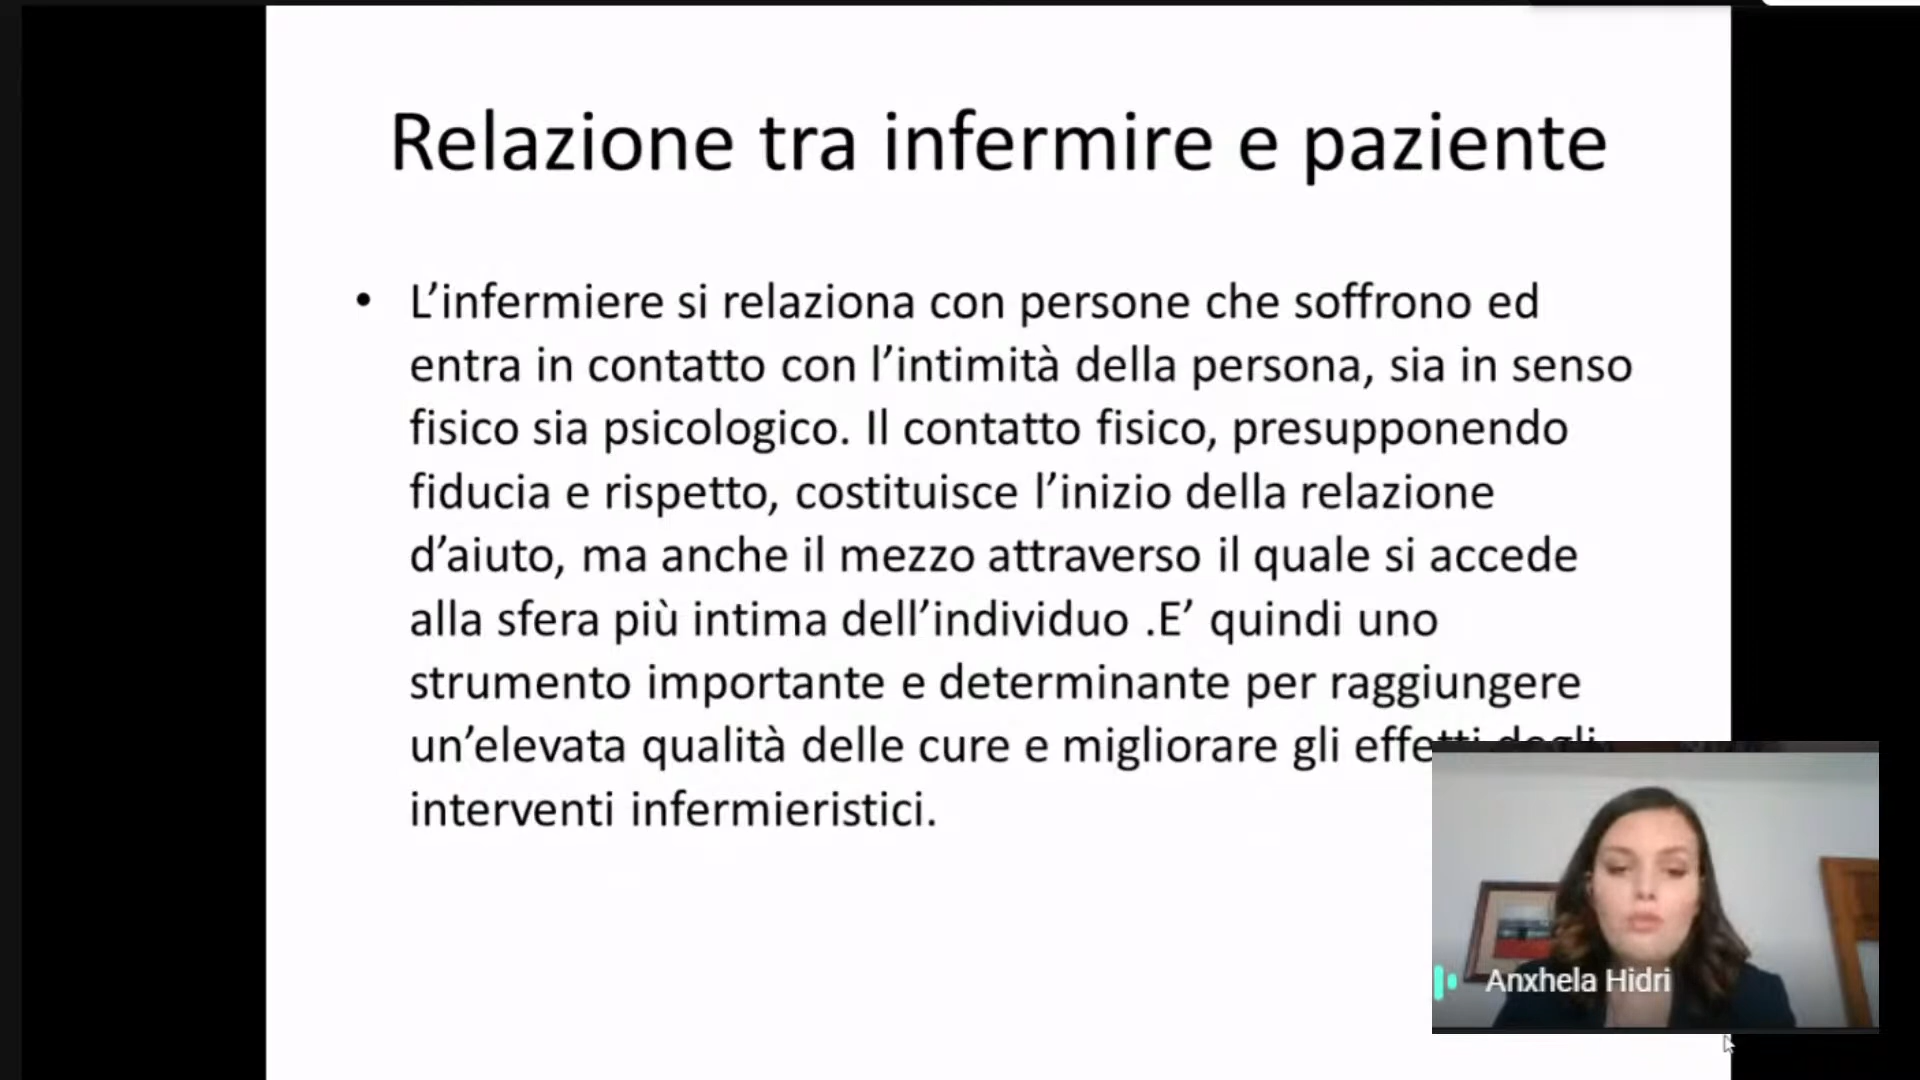 Relazione tra infermire e paziente
• L’infermiere si relaziona con persone che soffrono ed
entra in contatto con l’intimità della persona, sia in senso
fisico sia psicologico. Il contatto fisico, presupponendo
fiducia e rispetto, costituisce l’inizio della relazione
d’aiuto, ma anche il mezzo attraverso il quale si accede
alla sfera più intima dell’individuo .E’ quindi uno
strumento importante e determinante per raggiungere
un’elevata qualità delle cure e migliorare gli effetti degli
interventi infermieristici.
Anxhela Hidri